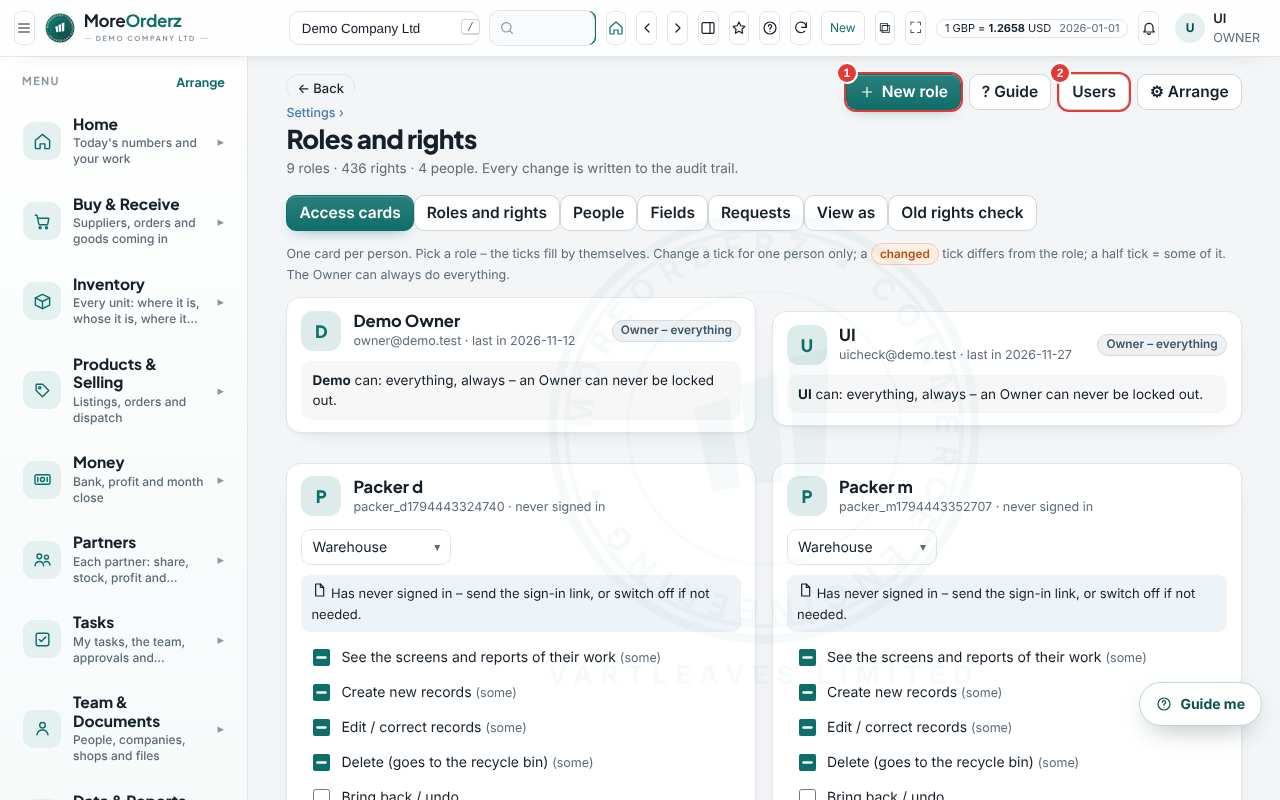 MoreOrderz
— DEMO COMPANY LTD —
Demo Company Ltd
/
New
1 GBP = 1.2658 USD 2026-01-01
U
UI
OWNER
MENU
Arrange
Home
Today's numbers and
your work
Buy & Receive
Suppliers, orders and
goods coming in
Inventory
Every unit: where it is,
whose it is, where it...
Products &
Selling
Listings, orders and
dispatch
Money
Bank, profit and month
close
Partners
Each partner: share,
stock, profit and...
Tasks
My tasks, the team,
approvals and...
Team &
Documents
People, companies,
shops and files
Data & Reports
← Back
Settings ›
Roles and rights
9 roles · 436 rights · 4 people. Every change is written to the audit trail.
1
+ New role
? Guide
2
Users
⚙ Arrange
Access cards
Roles and rights
People
Fields
Requests
View as
Old rights check
One card per person. Pick a role – the ticks fill by themselves. Change a tick for one person only; a changed tick differs from the role; a half tick = some of it.
The Owner can always do everything.
D
Demo Owner
owner@demo.test · last in 2026-11-12
Owner – everything
Demo can: everything, always – an Owner can never be locked
out.
U
UI
uicheck@demo.test · last in 2026-11-27
Owner – everything
UI can: everything, always – an Owner can never be locked out.
P
Packer d
packer_d1794443324740 · never signed in
Warehouse
Has never signed in – send the sign-in link, or switch off if not
needed.
See the screens and reports of their work (some)
Create new records (some)
Edit / correct records (some)
Delete (goes to the recycle bin) (some)
Bring back / undo
P
Packer m
packer_m1794443352707 · never signed in
Warehouse
Has never signed in – send the sign-in link, or switch off if not
needed.
See the screens and reports of their work (some)
Create new records (some)
Edit / correct records (some)
Delete (goes to the recycle bin) (some)
Bring back / undo
Guide me
VARTLEAVES LIMITED